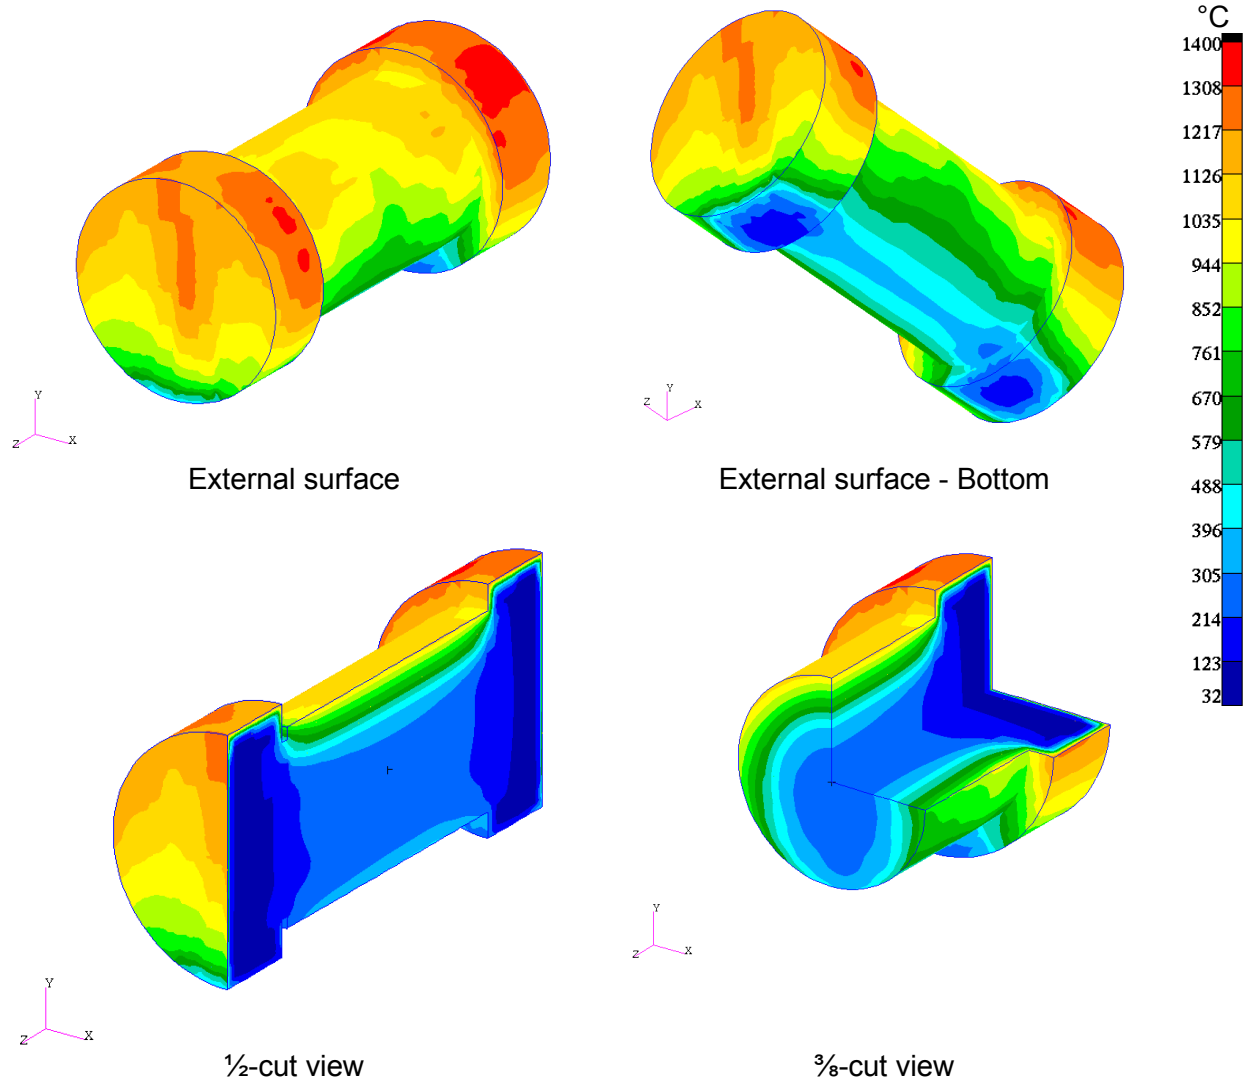 °C
1400
1308
1217
1126
1035
944
852
761
670
579
488
396
305
214
123
32
Y
Z
X
Y
Z
X
External surface
External surface - Bottom
Y
Z
X
Y
Z
X
½-cut view
⅜-cut view